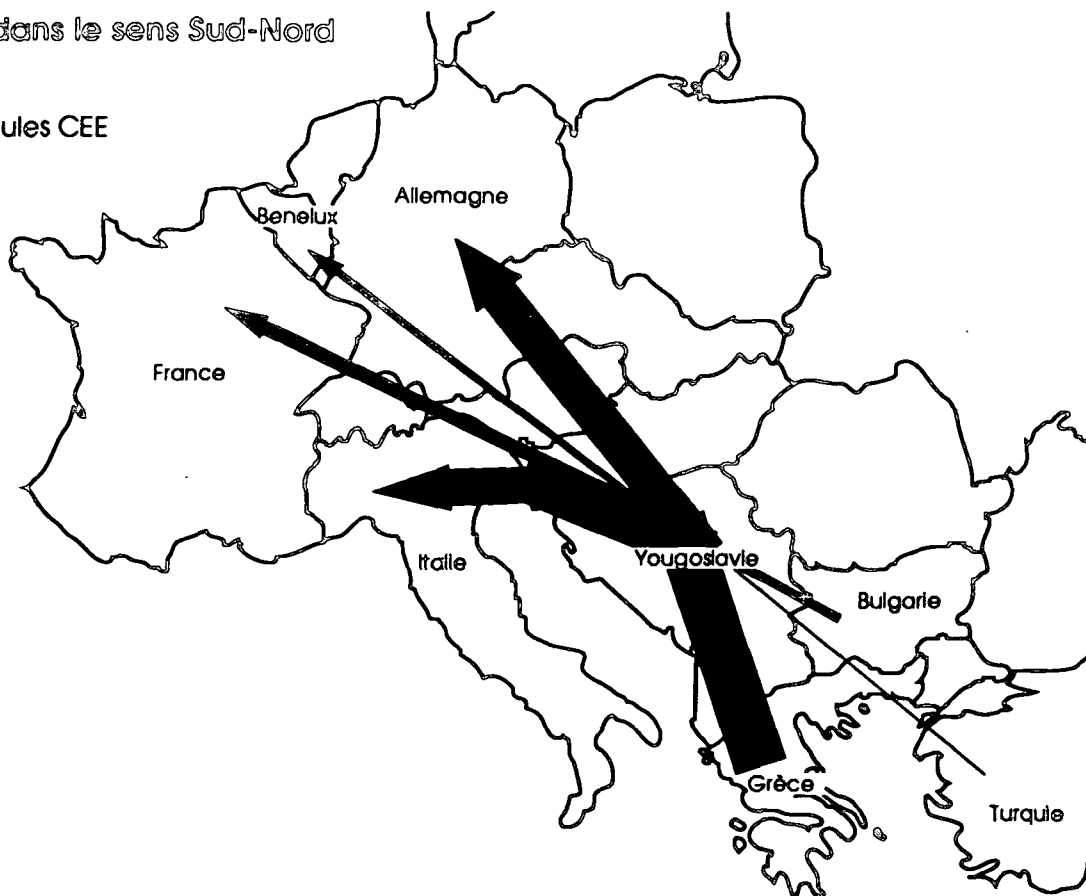 dans le sens Sud-Nord
ules CEE
Allemagne
Benelux
France
Yougoslavie
Italie
Bulgarie
Grèce
Turquie